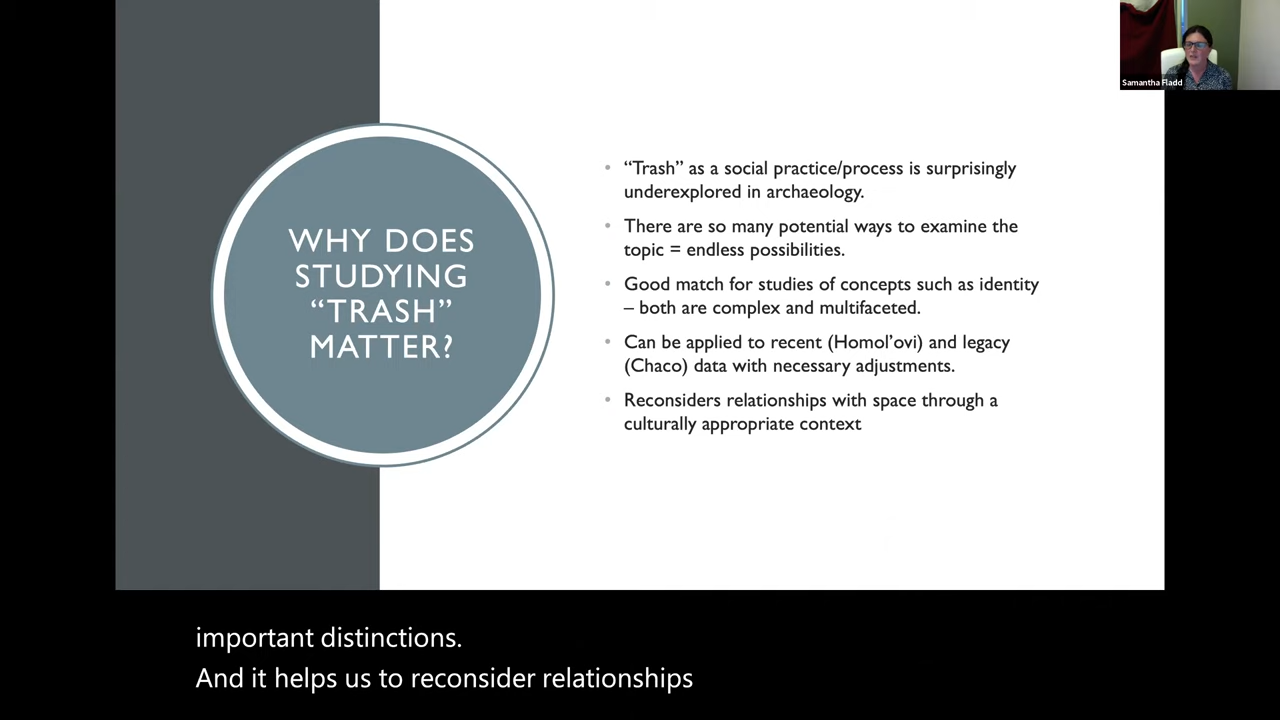 Samantha Fladd
WHY DOES
STUDYING
“TRASH”
MATTER?
• “Trash” as a social practice/process is surprisingly
underexplored in archaeology.
• There are so many potential ways to examine the
topic = endless possibilities.
• Good match for studies of concepts such as identity
– both are complex and multifaceted.
• Can be applied to recent (Homol’ovi) and legacy
(Chaco) data with necessary adjustments.
• Reconsiders relationships with space through a
culturally appropriate context
important distinctions.
And it helps us to reconsider relationships